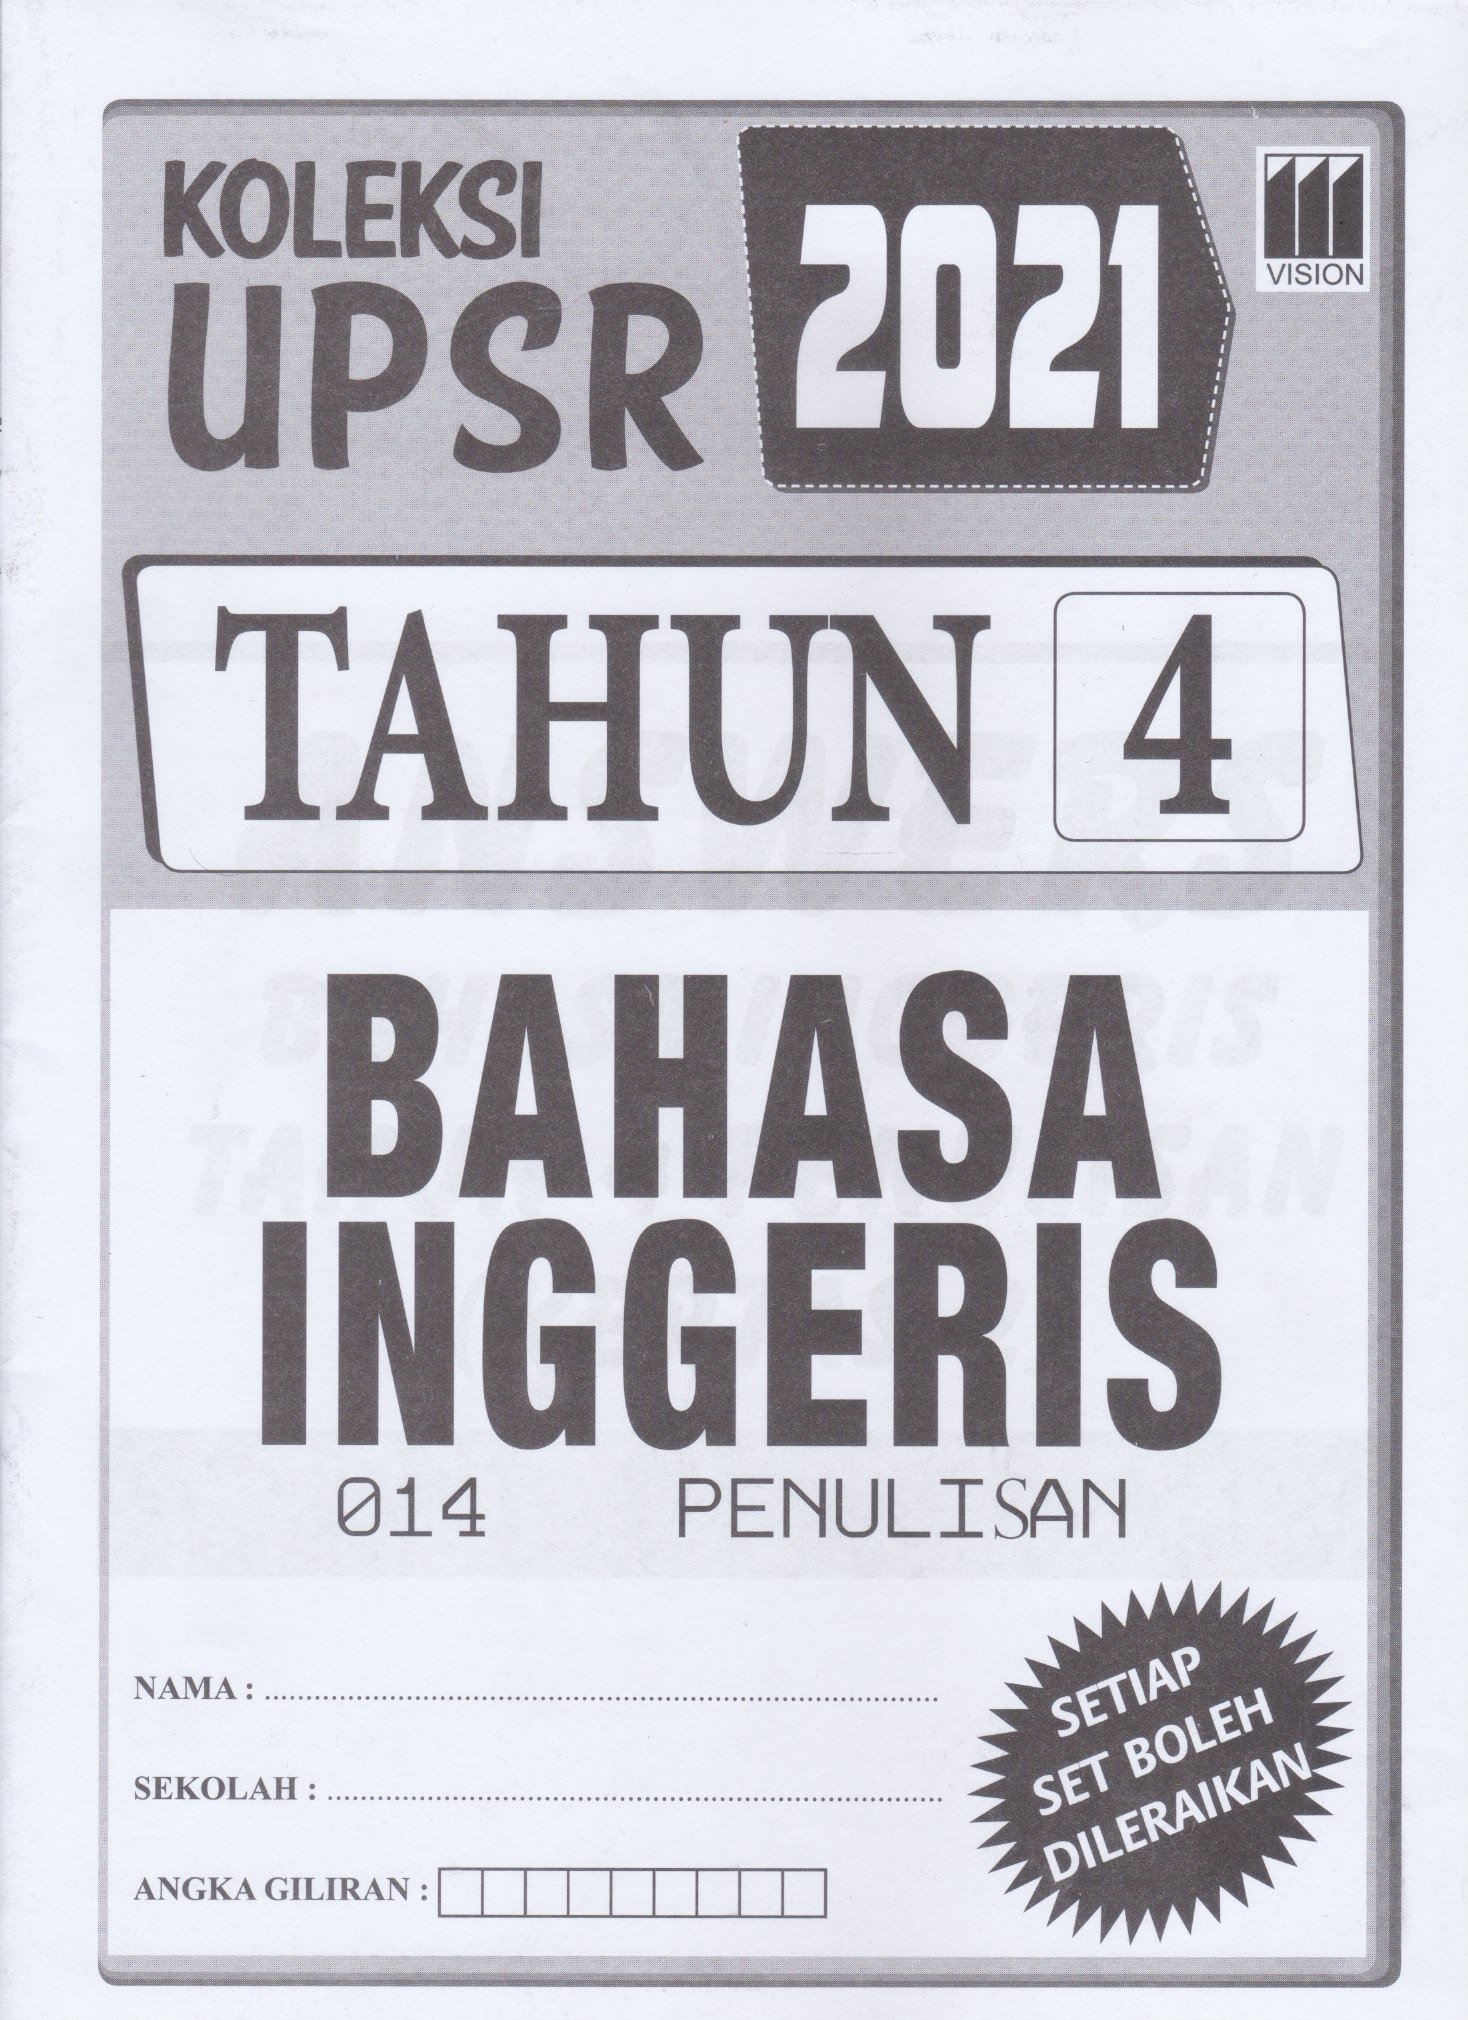 KOLEKSI
UPSR
2021
VISION
TAHUN 4
BAHASA
INGGERIS
014 PENULISAN
NAMA : ................................................................................
SEKOLAH : .........................................................................
ANGKA GILIRAN :
SETIAP
SET BOLEH
DILERAIKAN